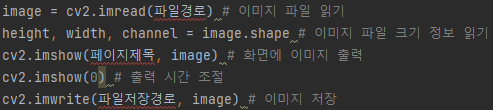 image = cv2.imread(파일경로) # 이미지 파일 읽기
height, width, channel = image.shape # 이미지 파일 크기 정보 읽기
cv2.imshow(페이지제목, image) # 화면에 이미지 출력
cv2.imshow(0) # 출력 시간 조절
cv2.imwrite(파일저장경로, image) # 이미지 저장